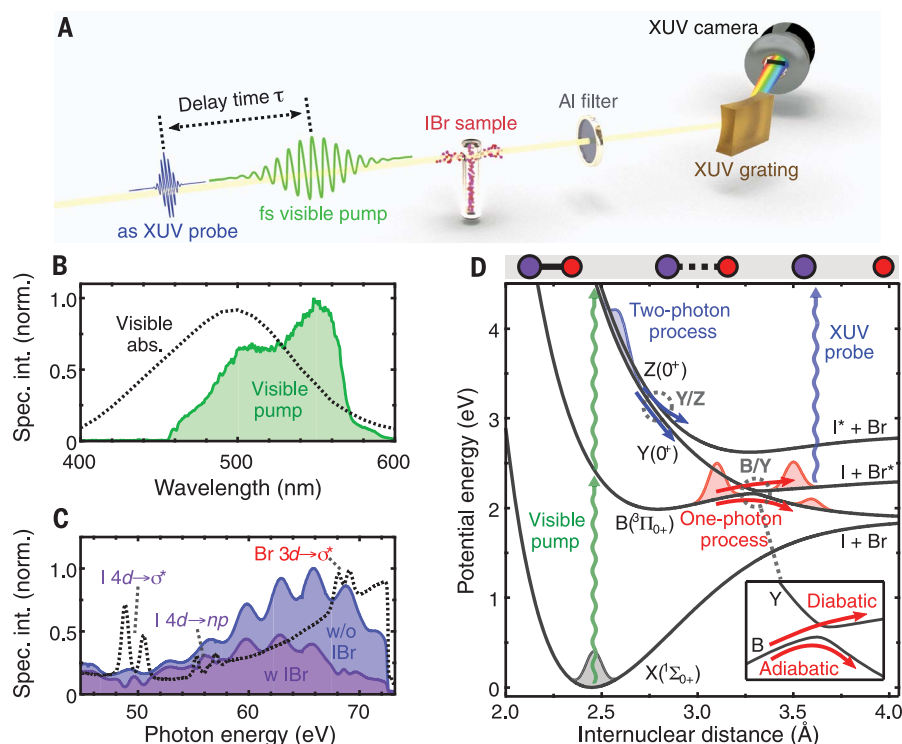 A
XUV camera
Delay time τ
IBr sample
Al filter
XUV grating
fs visible pump
as XUV probe
B
Spec. int. (norm.)
1.0
0.5
0
Visible
abs.
Visible
pump
400
500
600
Wavelength (nm)
C
Spec. int. (norm.)
1.0
0.5
0
I 4d→σ*
I 4d→np
Br 3d→σ*
w/o
IBr
w IBr
50
60
70
Photon energy (eV)
D
Potential energy (eV)
4
3
2
1
0
Two-photon
process
XUV
probe
Z(0⁺)
Y/Z
Y(0⁺)
I* + Br
B/Y
I + Br*
B(³Π₀₊)
One-photon
process
I + Br
Visible
pump
X(¹Σ₀₊)
Y
Diabatic
B
Adiabatic
2.0
2.5
3.0
3.5
4.0
Internuclear distance (Å)